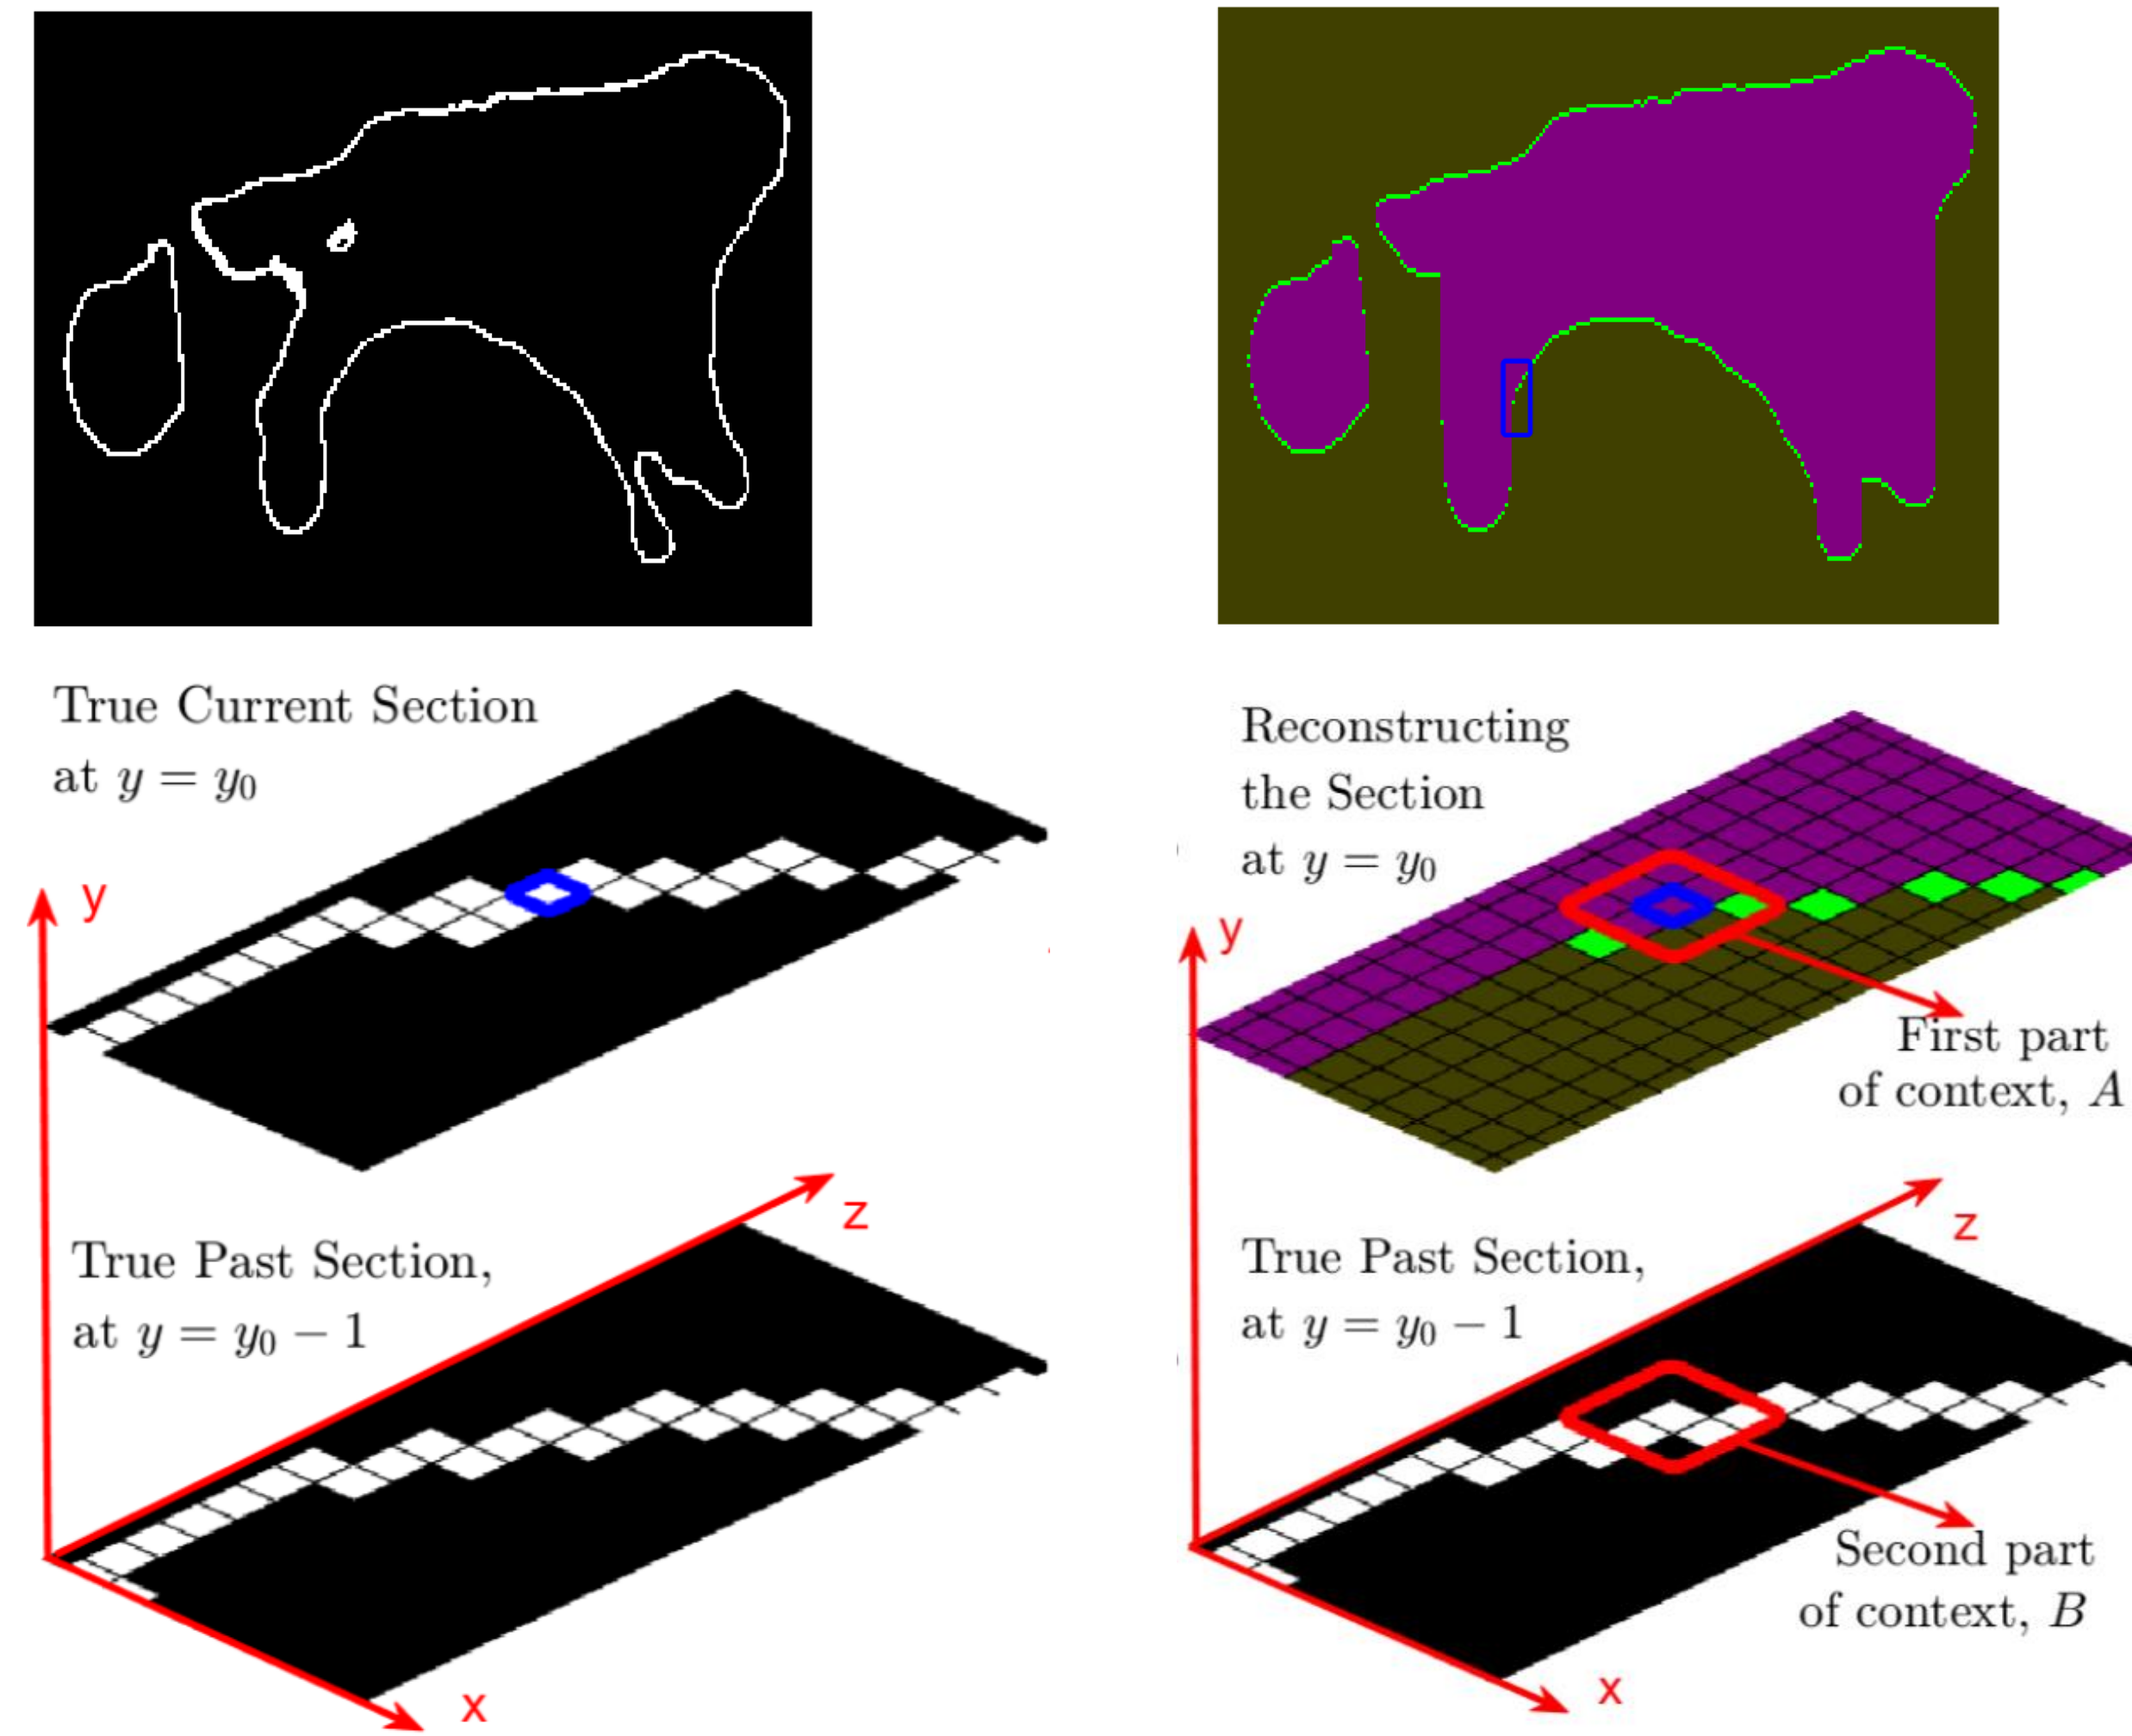 True Current Section
at y = y₀
y
z
True Past Section,
at y = y₀ − 1
x
Reconstructing
the Section
at y = y₀
y
First part
of context, A
z
True Past Section,
at y = y₀ − 1
Second part
of context, B
x